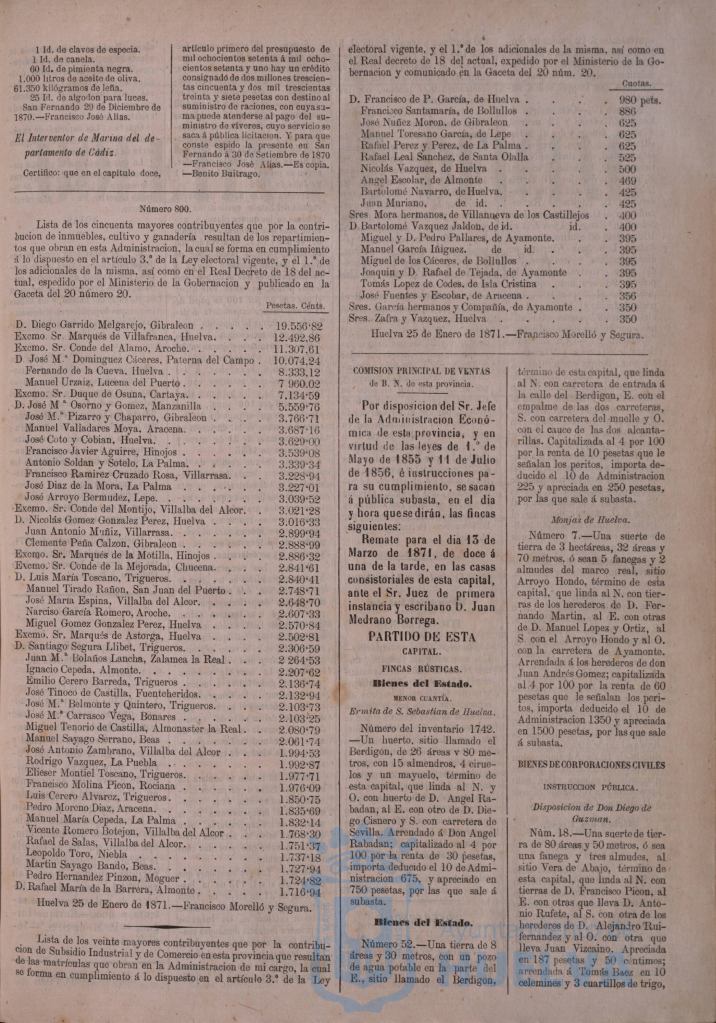 1 Id. de clavos de especia.
1 Id. de canela.
60 Id. de pimienta negra.
1.000 litros de aceite de oliva.
61.350 kilógramos de leña.
25 Id. de algodon para luces.
San Fernando 29 de Diciembre de
1870.—Francisco José Alias.
El Interventor de Marina del de-
partamento de Cádiz.
Certifico: que en el capítulo doce,
artículo primero del presupuesto de
mil ochocientos setenta á mil ocho-
cientos setenta y uno hay un crédito
consignado de dos millones trescien-
tas cincuenta y dos mil trescientas
treinta y siete pesetas con destino al
suministro de raciones, con cuya su-
ma puede atenderse al pago del su-
ministro de víveres, cuyo servicio se
saca á pública licitacion. Y para que
conste espido la presente en San
Fernando á 30 de Setiembre de 1870
—Francisco José Alias.—Es copia.
—Benito Buitrago.
Número 800.
Lista de los cincuenta mayores contribuyentes que por la contri-
bucion de inmuebles, cultivo y ganadería resultan de los repartimien-
tos que obran en esta Administracion, la cual se forma en cumplimiento
á lo dispuesto en el artículo 3.º de la Ley electoral vigente, y el 1.º de
los adicionales de la misma, así como en el Real Decreto de 18 del ac-
tual, espedido por el Ministerio de la Gobernacion y publicado en la
Gaceta del 20 número 20.
Pesetas. Cénts.
D. Diego Garrido Melgarejo, Gibraleon . . . . . 19.556·82
Excmo. Sr. Marqués de Villafranca, Huelva. . . . . 12.492,86
Excmo. Sr. Conde del Alamo, Aroche. . . . . 11.307,61
D. José M.ª Dominguez Cáceres, Paterna del Campo . 10.074,24
Fernando de la Cueva, Huelva . . . . . 8.333,12
Manuel Urzaiz, Lucena del Puerto . . . . . 7 960,02
Excmo. Sr. Duque de Osuna, Cartaya. . . . . 7.134·59
D. José M.ª Osorno y Gomez, Manzanilla . . . . 5.559·76
José M.ª Pizarro y Chaparro, Gibraleon . . . . 3.766·71
Manuel Valladares Moya, Aracena. . . . . 3.687·16
José Coto y Cobian, Huelva. . . . . 3.629·00
Francisco Javier Aguirre, Hinojos . . . . 3.539·08
Antonio Soldan y Sotelo, La Palma. . . . . 3.339·34
Francisco Ramirez Cruzado Rosa, Villarrasa. . . . 3.228·94
José Diaz de la Mora, La Palma . . . . . 3.227·01
José Arroyo Bermudez, Lepe. . . . . 3.039·52
Excmo. Sr. Conde del Montijo, Villalba del Alcor. . . 3.021·28
D. Nicolás Gomez Gonzalez Perez, Huelva . . . . 3.016·33
Juan Antonio Muñiz, Villarrasa. . . . . 2.899·94
Clemente Peña Calzon, Gibraleon . . . . 2.888·99
Excmo. Sr. Marqués de la Motilla, Hinojos . . . . 2.886·32
Excmo. Sr. Conde de la Mejorada, Chucena. . . . 2.841·61
D. Luis María Toscano, Trigueros. . . . . 2.840·41
Manuel Tirado Rañon, San Juan del Puerto . . . 2.748·71
José María Espina, Villalba del Alcor. . . . 2.648·70
Narciso García Romero, Aroche. . . . . 2.607·33
Miguel Gomez Gonzalez Perez, Huelva . . . . 2.570·84
Excmo. Sr. Marqués de Astorga, Huelva . . . . 2.502·81
D. Santiago Segura Llibet, Trigueros. . . . . 2.306·59
Juan M.ª Bolaños Lancha, Zalamea la Real . . . 2 264·53
Ignacio Cepeda, Almonte. . . . . 2.207·62
Emilio Cerero Barreda, Trigueros . . . . 2.136·74
José Tinoco de Castilla, Fuenteheridos. . . . 2.132·94
José M.ª Belmonte y Quintero, Trigueros. . . . 2.103·73
José M.ª Carrasco Vega, Bonares . . . . 2.103·25
Miguel Tenorio de Castilla, Almonaster la Real . . 2.080·79
Manuel Sayago Serrano, Beas . . . . 2.061·74
José Antonio Zambrano, Villalba del Alcor . . . 1.994·53
Rodrigo Vazquez, La Puebla . . . . 1.992·87
Elieser Montiel Toscano, Trigueros. . . . . 1.977·71
Francisco Molina Picon, Rociana . . . . 1.976·09
Luis Cerero Alvarez, Trigueros . . . . 1.850·75
Pedro Moreno Diaz, Aracena. . . . . 1.835·69
Manuel María Cepeda, La Palma . . . . 1.832·14
Vicente Romero Botejon, Villalba del Alcor . . . 1.768·30
Rafael de Salas, Villalba del Alcor. . . . 1.751·37
Leopoldo Toro, Niebla . . . . 1.737·18
Martin Sayago Bando, Beas. . . . . 1.727·94
Pedro Hernandez Pinzon, Moguer . . . . 1.724·82
D. Rafael María de la Barrera, Almonte . . . . 1.716·94
Huelva 25 de Enero de 1871.—Francisco Morelló y Segura.
Lista de los veinte mayores contribuyentes que por la contribu-
cion de Subsidio Industrial y de Comercio en esta provincia que resultan
de las matrículas que obran en la Administracion de mi cargo, la cual
se forma en cumplimiento á lo dispuesto en el artículo 3.º de la Ley
electoral vigente, y el 1.º de los adicionales de la misma, así como en
el Real decreto de 18 del actual, expedido por el Ministerio de la Go-
bernacion y comunicado en la Gaceta del 20 núm. 20.
Cuotas.
D. Francisco de P. García, de Huelva . . . . 980 pets.
Francisco Santamaría, de Bollullos . . . . 886
José Nuñez Moron, de Gibraleon . . . . 625
Manuel Toresano García, de Lepe . . . . 625
Rafael Perez y Perez, de La Palma . . . . 625
Rafael Leal Sanchez, de Santa Olalla . . . . 525
Nicolás Vazquez, de Huelva . . . . 500
Angel Escolar, de Almonte . . . . 469
Bartolomé Navarro, de Huelva. . . . . 425
Juan Muriano, de id. . . . . 425
Sres. Mora hermanos, de Villanueva de los Castillejos . 400
D. Bartolomé Vazquez Jaldon, de id. id. . 400
Miguel y D. Pedro Pallares, de Ayamonte. . . . 395
Manuel García Iñiguez, de id. . . . 395
Miguel de los Cáceres, de Bollullos . . . . 395
Joaquin y D. Rafael de Tejada, de Ayamonte . . . 395
Tomás Lopez de Codes, de Isla Cristina . . . 395
José Fuentes y Escobar, de Aracena . . . . 356
Sres. García hermanos y Compañía, de Ayamonte . . 350
Sres. Zafra y Vazquez, Huelva . . . . 350
Huelva 25 de Enero de 1871.—Francisco Morelló y Segura.
COMISION PRINCIPAL DE VENTAS
de B. N. de esta provincia.
Por disposicion del Sr. Jefe
de la Administracion Econó-
mica de esta provincia, y en
virtud de las leyes de 1.º de
Mayo de 1855 y 11 de Julio
de 1856, é instrucciones pa-
ra su cumplimiento, se sacan
á pública subasta, en el dia
y hora que se dirán, las fincas
siguientes:
Remate para el dia 13 de
Marzo de 1871, de doce á
una de la tarde, en las casas
consistoriales de esta capital,
ante el Sr. Juez de primera
instancia y escribano D. Juan
Medrano Borrega.
PARTIDO DE ESTA
CAPITAL.
FINCAS RÚSTICAS.
Bienes del Estado.
MENOR CUANTÍA.
Ermita de S. Sebastian de Huelva.
Número del inventario 1742.
—Un huerto, sitio llamado el
Berdigon, de 26 áreas y 80 me-
tros, con 15 almendros, 4 cirue-
los y un mayuelo, término de
esta capital, que linda al N. y
O. con huerto de D. Angel Ra-
badan, al E. con otro de D. Die-
go Cisnero y S. con carretera de
Sevilla. Arrendado á Don Angel
Rabadan; capitalizado al 4 por
100 por la renta de 30 pesetas,
importa deducido el 10 de Admi-
nistracion 675, y apreciado en
750 pesetas, por las que sale á
subasta.
Bienes del Estado.
Número 52.—Una tierra de 8
áreas y 30 metros, con un pozo
de agua potable en la parte del
E., sitio llamado el Berdigon,
término de esta capital, que linda
al N. con carretera de entrada á
la calle del Berdigon, E. con el
empalme de las dos carreteras,
S. con carretera del muelle y O.
con el cauce de las dos alcanta-
rillas. Capitalizada al 4 por 100
por la renta de 10 pesetas que le
señalan los peritos, importa de-
ducido el 10 de Administracion
225 y apreciada en 250 pesetas,
por las que sale á subasta.
Monjas de Huelva.
Número 7.—Una suerte de
tierra de 3 hectáreas, 32 áreas y
70 metros, ó sean 5 fanegas y 2
almudes del marco real, sitio
Arroyo Hondo, término de esta
capital, que linda al N. con tier-
ras de los herederos de D. Fer-
nando Martin, al E. con otras
de D. Manuel Lopez y Ortiz, al
S. con el Arroyo Hondo y al O.
con la carretera de Ayamonte.
Arrendada á los herederos de don
Juan Andrés Gomez; capitalizada
al 4 por 100 por la renta de 60
pesetas que le señalan los peri-
tos, importa deducido el 10 de
Administracion 1350 y apreciada
en 1500 pesetas, por las que sale
á subasta.
BIENES DE CORPORACIONES CIVILES
INSTRUCCION PÚBLICA.
Disposicion de Don Diego de
Guzman.
Núm. 18.—Una suerte de tier-
ra de 80 áreas y 50 metros, ó sea
una fanega y tres almudes, al
sitio Vera de Abajo, término de
esta capital, que linda al N. con
tierras de D. Francisco Picon, al
E. con otras que lleva D. Anto-
nio Rufete, al S. con otra de los
herederos de D. Alejandro Rui-
fernandez y al O. con otra que
lleva Juan Vizcaino. Apreciada
en 187 pesetas y 50 céntimos;
arrendada á Tomás Baez en 10
celemines y 3 cuartillos de trigo,